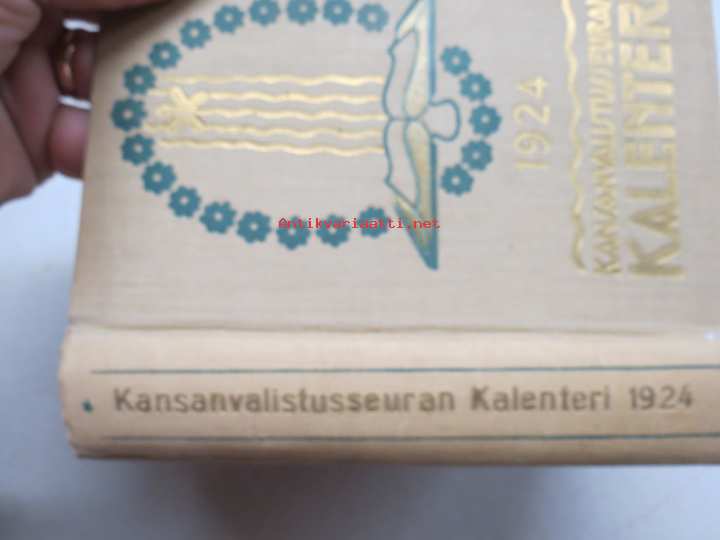 KANSANVALISTUSSEURAN
KALENTERI
1924
Antikvariaatti.net
Kansanvalistusseuran Kalenteri 1924